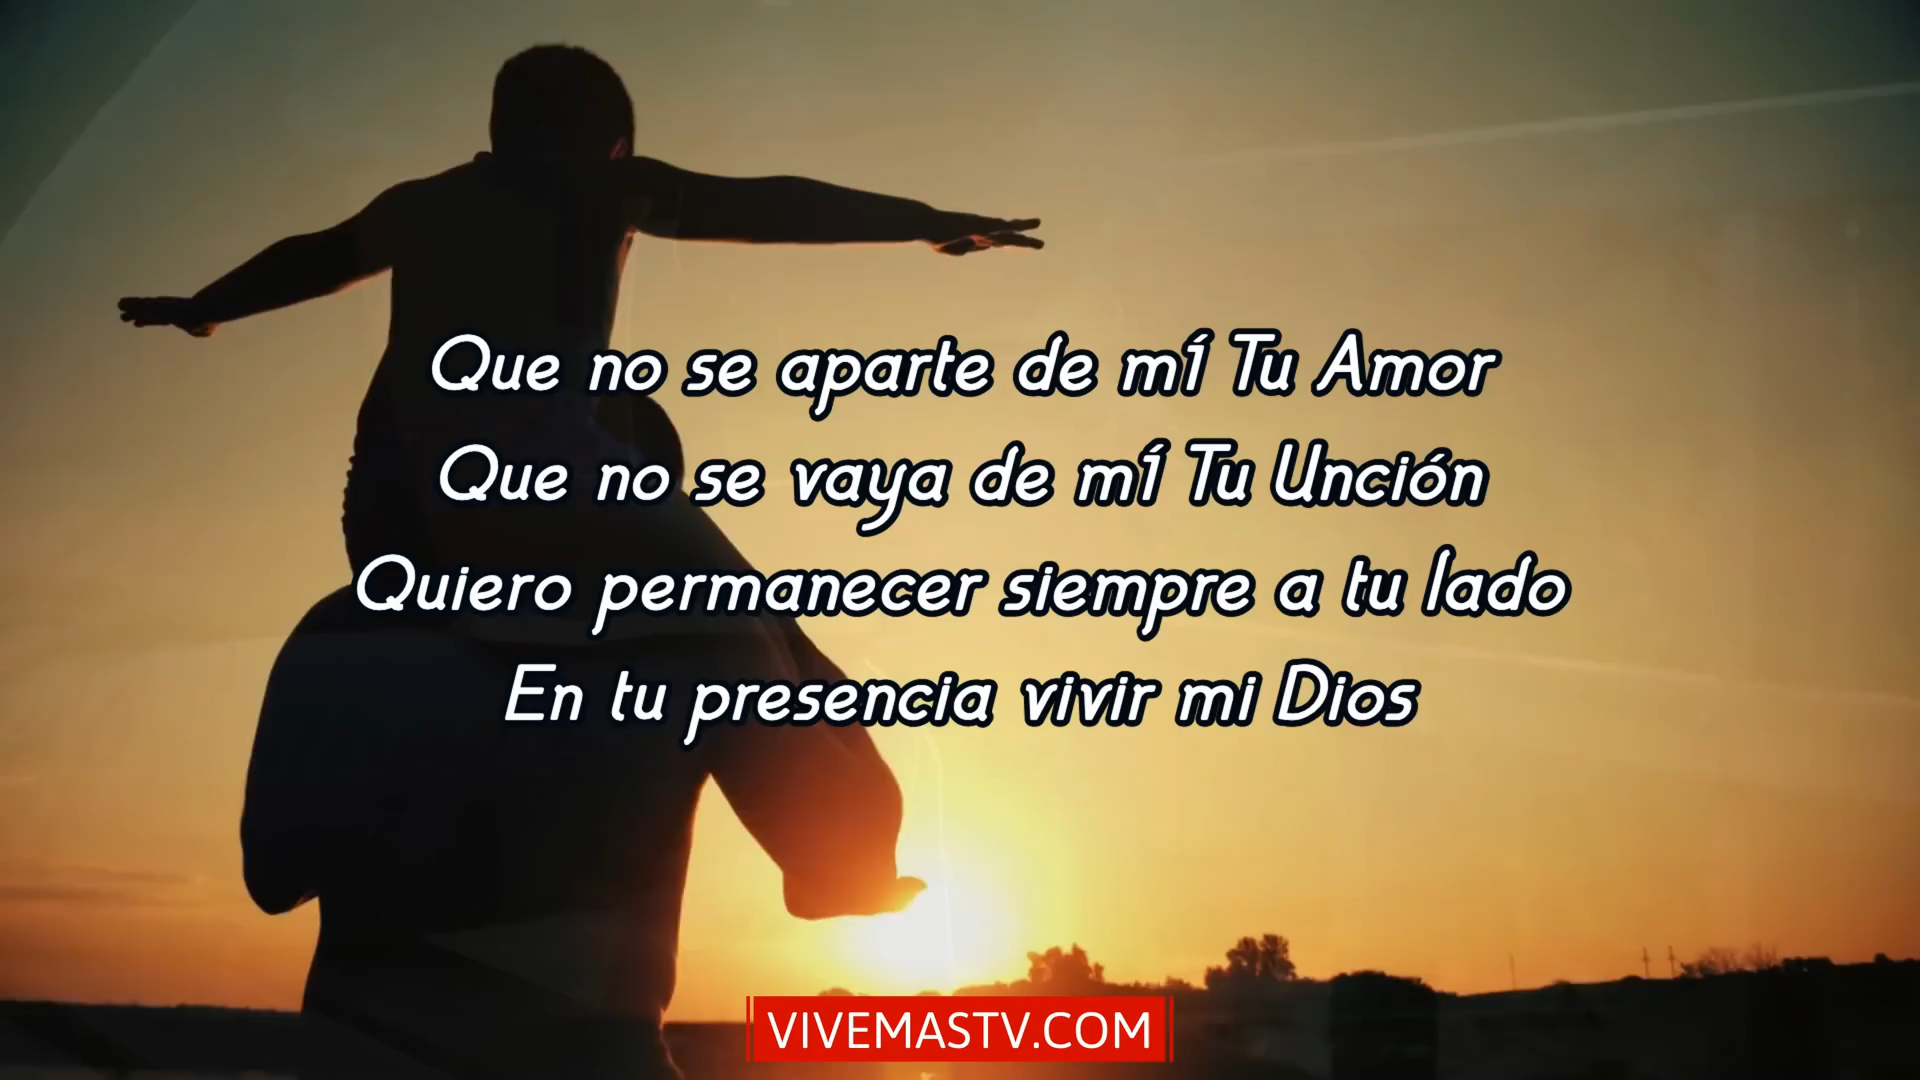 Que no se aparte de mí Tu Amor
Que no se vaya de mí Tu Unción
Quiero permanecer siempre a tu lado
En tu presencia vivir mi Dios
VIVEMASTV.COM